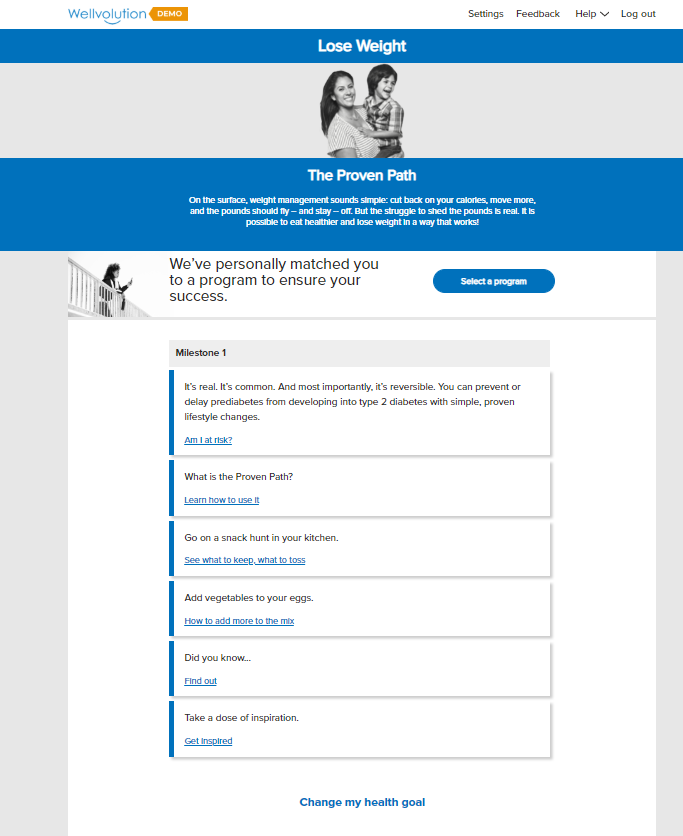 Wellvolution DEMO Settings Feedback Help Log out
Lose Weight
The Proven Path
On the surface, weight management sounds simple: cut back on your calories, move more,
and the pounds should fly – and stay – off. But the struggle to shed the pounds is real. It is
possible to eat healthier and lose weight in a way that works!
We’ve personally matched you
to a program to ensure your
success.
Select a program
Milestone 1
It’s real. It’s common. And most importantly, it’s reversible. You can prevent or
delay prediabetes from developing into type 2 diabetes with simple, proven
lifestyle changes.
Am I at risk?
What is the Proven Path?
Learn how to use it
Go on a snack hunt in your kitchen.
See what to keep, what to toss
Add vegetables to your eggs.
How to add more to the mix
Did you know...
Find out
Take a dose of inspiration.
Get inspired
Change my health goal